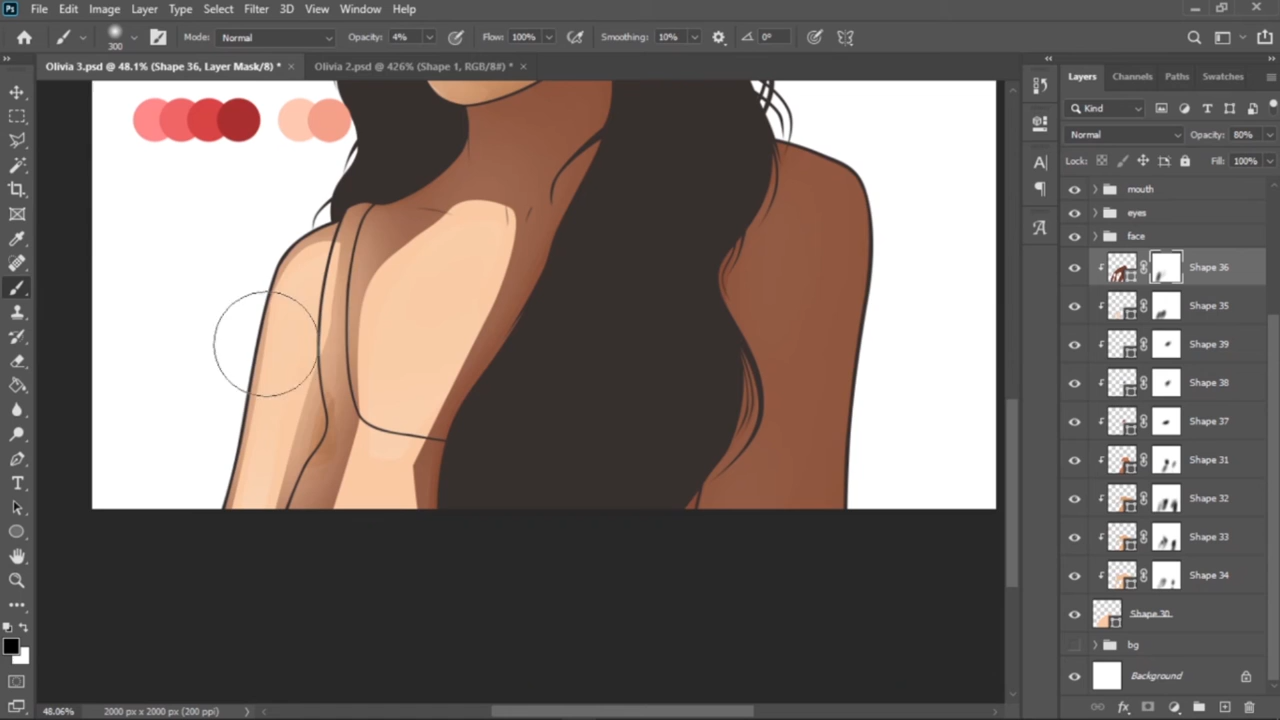 Ps File Edit Image Layer Type Select Filter 3D View Window Help
300 Mode: Normal Opacity: 4% Flow: 100% Smoothing: 10% 0°
Olivia 3.psd @ 48.1% (Shape 36, Layer Mask/8) * × Olivia 2.psd @ 426% (Shape 1, RGB/8#) * ×
Layers Channels Paths Swatches
Kind
Normal Opacity: 80%
Lock: Fill: 100%
mouth
eyes
face
Shape 36
Shape 35
Shape 39
Shape 38
Shape 37
Shape 31
Shape 32
Shape 33
Shape 34
Shape 30
bg
Background
48.06% 2000 px x 2000 px (200 ppi)